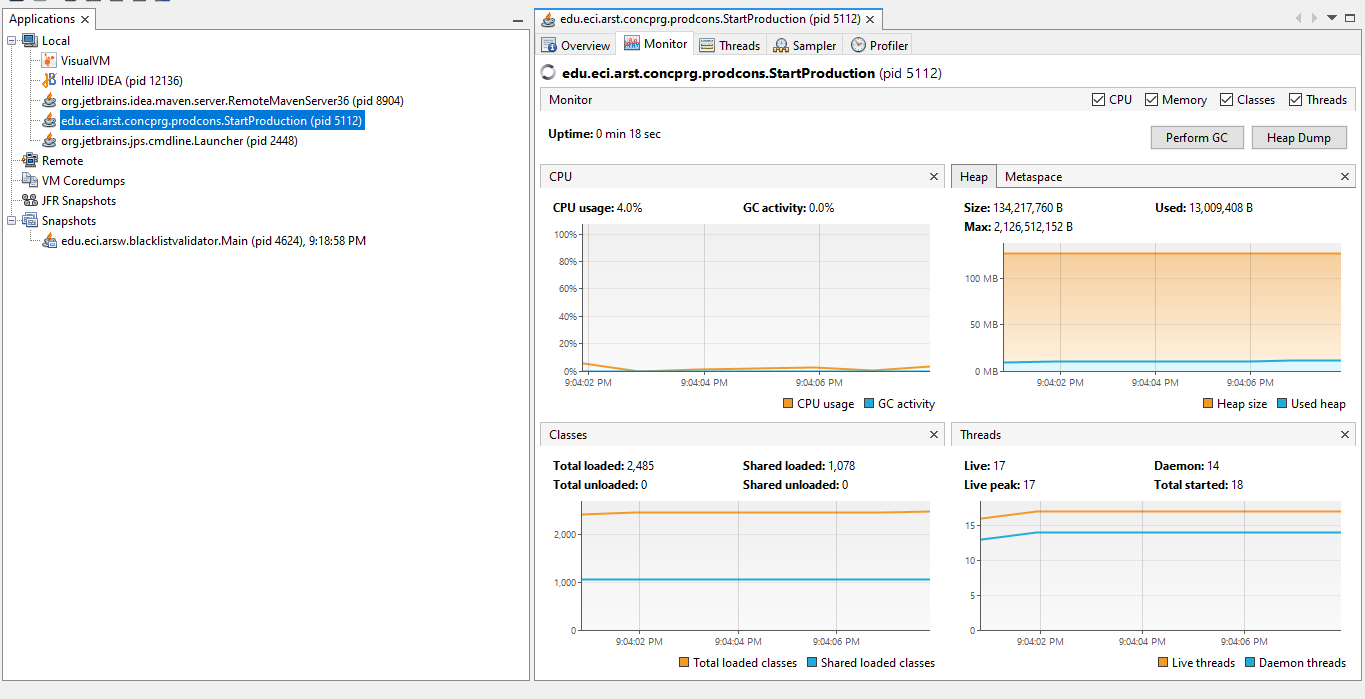 Applications
Local
VisualVM
IntelliJ IDEA (pid 12136)
org.jetbrains.idea.maven.server.RemoteMavenServer36 (pid 8904)
edu.eci.arst.concprg.prodcons.StartProduction (pid 5112)
org.jetbrains.jps.cmdline.Launcher (pid 2448)
Remote
VM Coredumps
JFR Snapshots
Snapshots
edu.eci.arsw.blacklistvalidator.Main (pid 4624), 9:18:58 PM
edu.eci.arst.concprg.prodcons.StartProduction (pid 5112)
Overview Monitor Threads Sampler Profiler
edu.eci.arst.concprg.prodcons.StartProduction (pid 5112)
Monitor CPU Memory Classes Threads
Uptime: 0 min 18 sec Perform GC Heap Dump
CPU
CPU usage: 4.0% GC activity: 0.0%
100%
80%
60%
40%
20%
0%
9:04:02 PM 9:04:04 PM 9:04:06 PM
CPU usage GC activity
Heap Metaspace
Size: 134,217,760 B Used: 13,009,408 B
Max: 2,126,512,152 B
100 MB
50 MB
0 MB
9:04:02 PM 9:04:04 PM 9:04:06 PM
Heap size Used heap
Classes
Total loaded: 2,485 Shared loaded: 1,078
Total unloaded: 0 Shared unloaded: 0
2,000
1,000
0
9:04:02 PM 9:04:04 PM 9:04:06 PM
Total loaded classes Shared loaded classes
Threads
Live: 17 Daemon: 14
Live peak: 17 Total started: 18
15
10
5
0
9:04:02 PM 9:04:04 PM 9:04:06 PM
Live threads Daemon threads